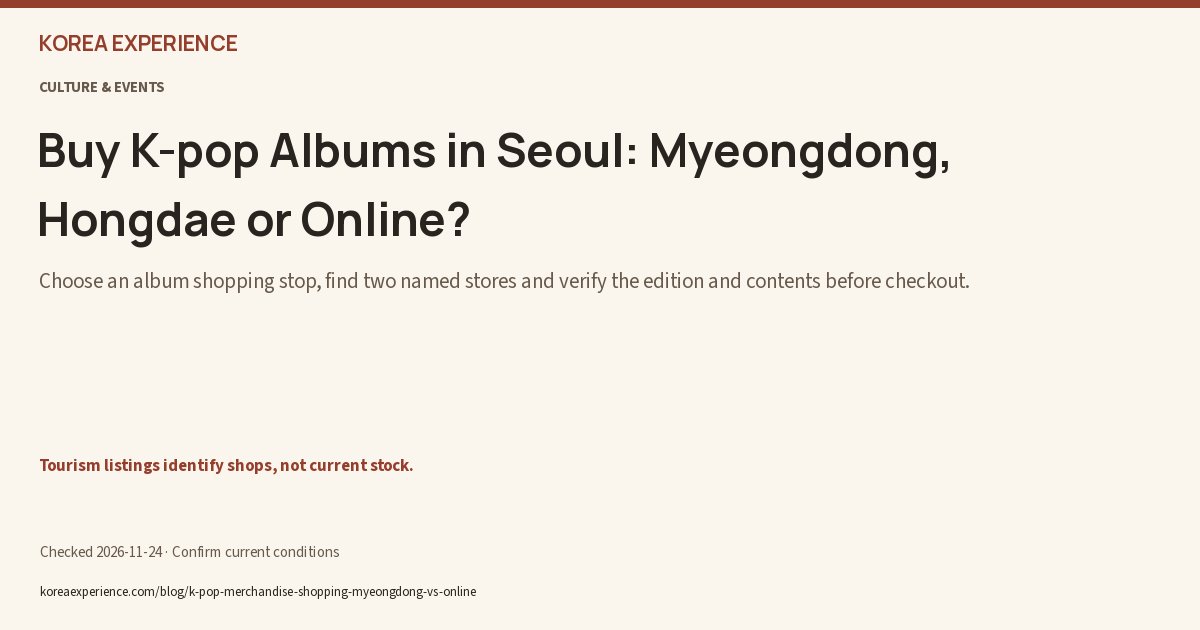 KOREA EXPERIENCE
CULTURE & EVENTS
Buy K-pop Albums in Seoul: Myeongdong,
Hongdae or Online?
Choose an album shopping stop, find two named stores and verify the edition and contents before checkout.
Tourism listings identify shops, not current stock.
Checked 2026-11-24 · Confirm current conditions
koreaexperience.com/blog/k-pop-merchandise-shopping-myeongdong-vs-online